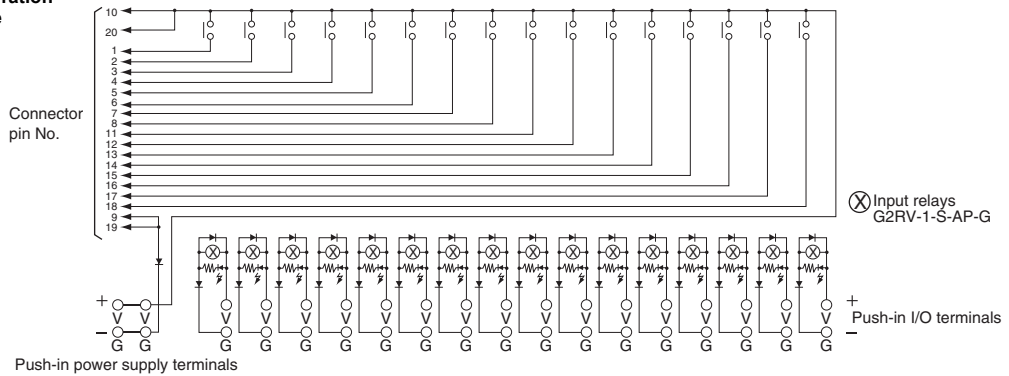 ration
e
10
20
1
2
3
4
5
6
7
8
11
12
13
14
15
16
17
18
9
19
Connector
pin No.
Input relays
G2RV-1-S-AP-G
+
V V
−
G G
Push-in power supply terminals
V V V V V V V V V V V V V V V V
G G G G G G G G G G G G G G G G
+
Push-in I/O terminals
−